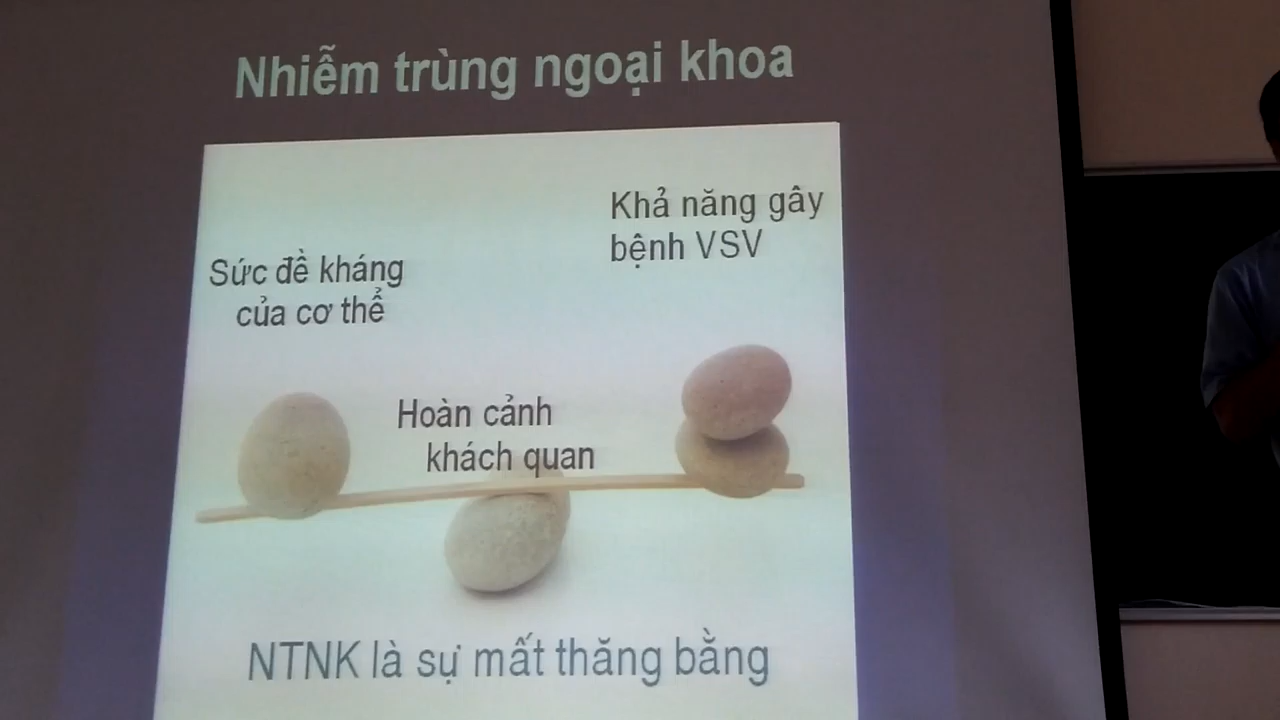 Nhiễm trùng ngoại khoa
Khả năng gây
bệnh VSV
Sức đề kháng
của cơ thể
Hoàn cảnh
khách quan
NTNK là sự mất thăng bằng